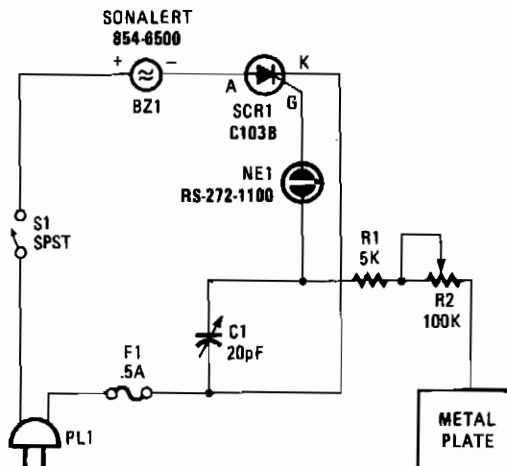 SONALERT
854-6500
+ −
BZ1
A
K
G
SCR1
C103B
NE1
RS-272-1100
S1
SPST
R1
5K
R2
100K
C1
20pF
F1
.5A
PL1
METAL
PLATE